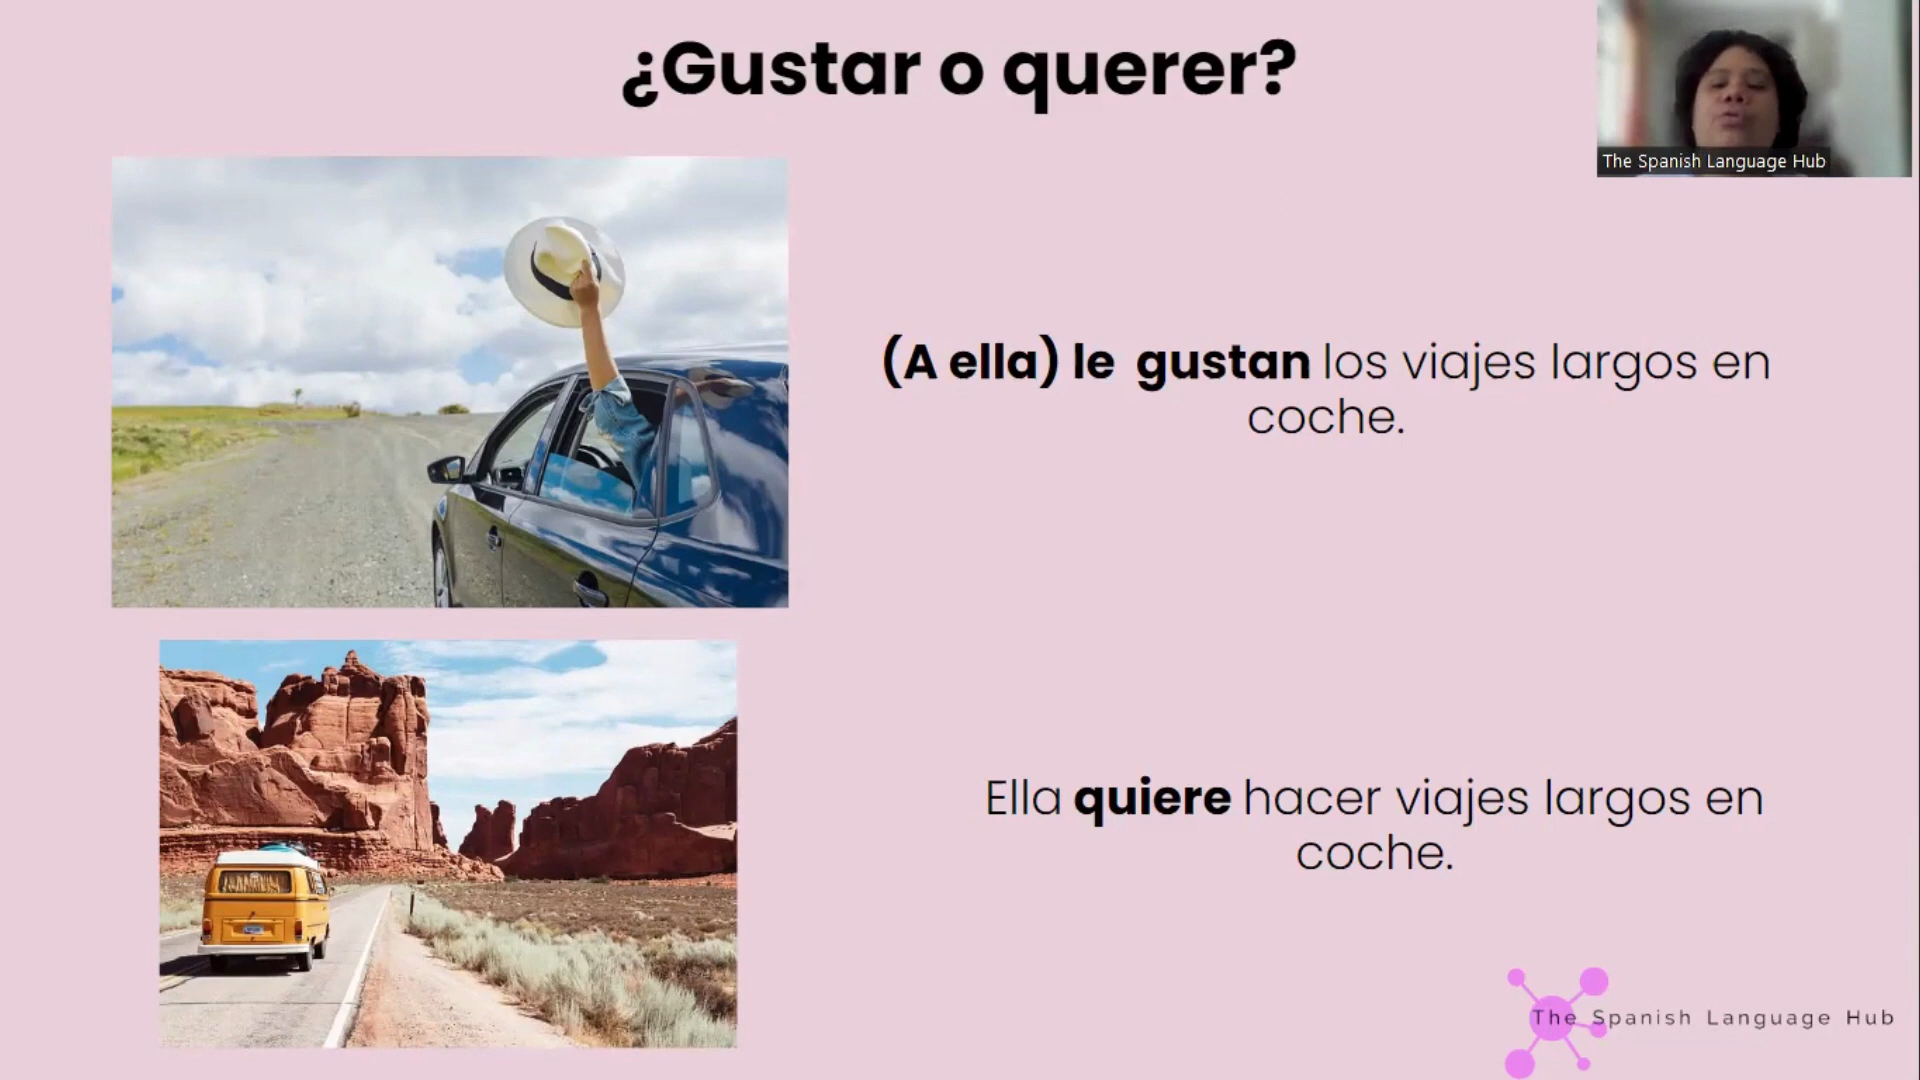 ¿Gustar o querer?
The Spanish Language Hub
(A ella) le gustan los viajes largos en
coche.
Ella quiere hacer viajes largos en
coche.
The Spanish Language Hub